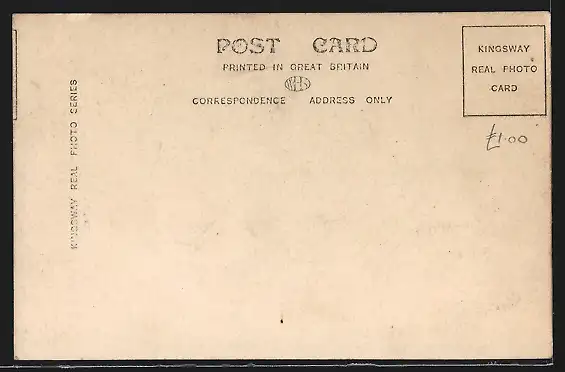 POST CARD
PRINTED IN GREAT BRITAIN
CORRESPONDENCE ADDRESS ONLY
KINGSWAY
REAL PHOTO
CARD
£1.00
KINGSWAY REAL PHOTO SERIES